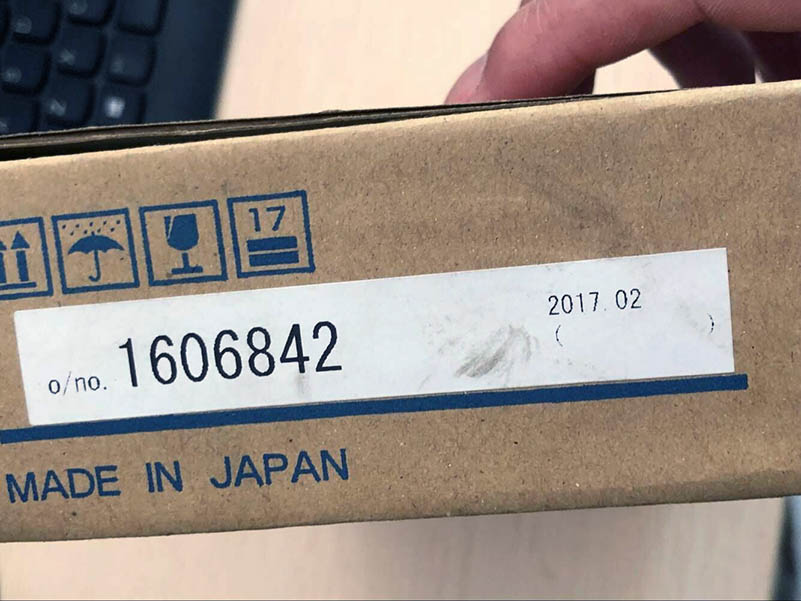 17
2017.02
o/no. 1606842
(                )
MADE IN JAPAN